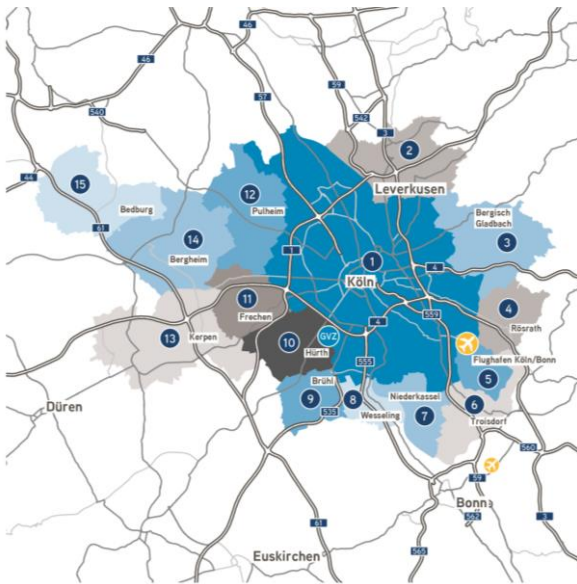 46
46
57
59
540
542
3
2
Leverkusen
44
15
12
Bedburg
Pulheim
Bergisch
Gladbach
61
14
3
1
1
Bergheim
4
Köln
11
4
559
Frechen
Rösrath
13
4
10
GVZ
Kerpen
Hürth
555
Flughafen Köln/Bonn
Brühl
5
Niederkassel
9
8
6
Düren
553
Wesseling
7
Troisdorf
560
59
Bonn
562
3
61
565
Euskirchen